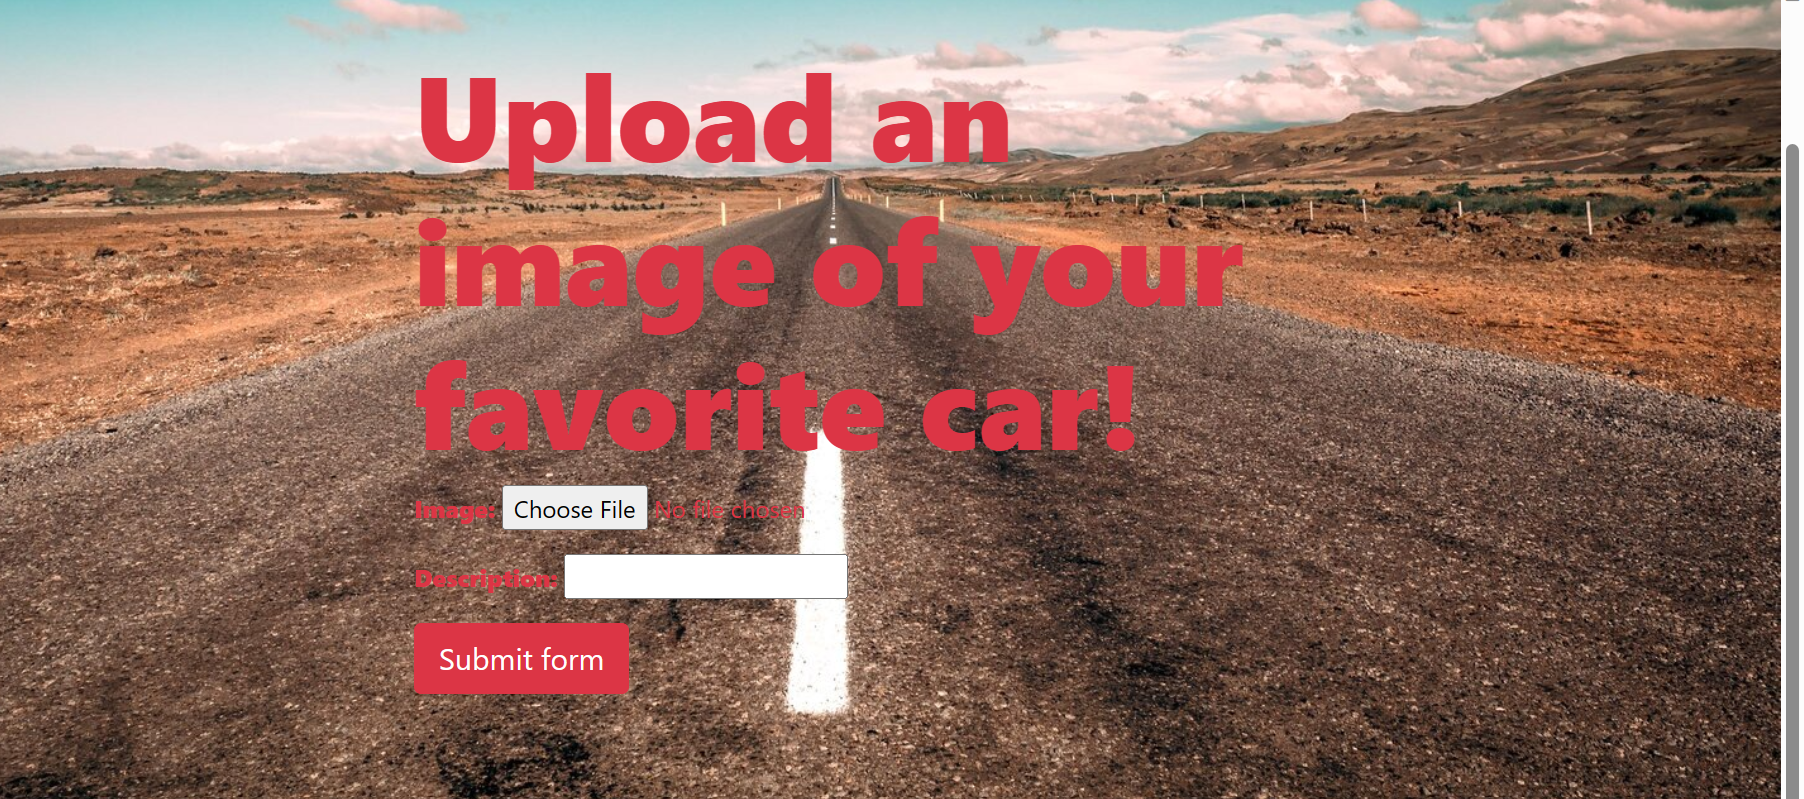 Upload an
image of your
favorite car!
Image: Choose File No file chosen
Description:
Submit form